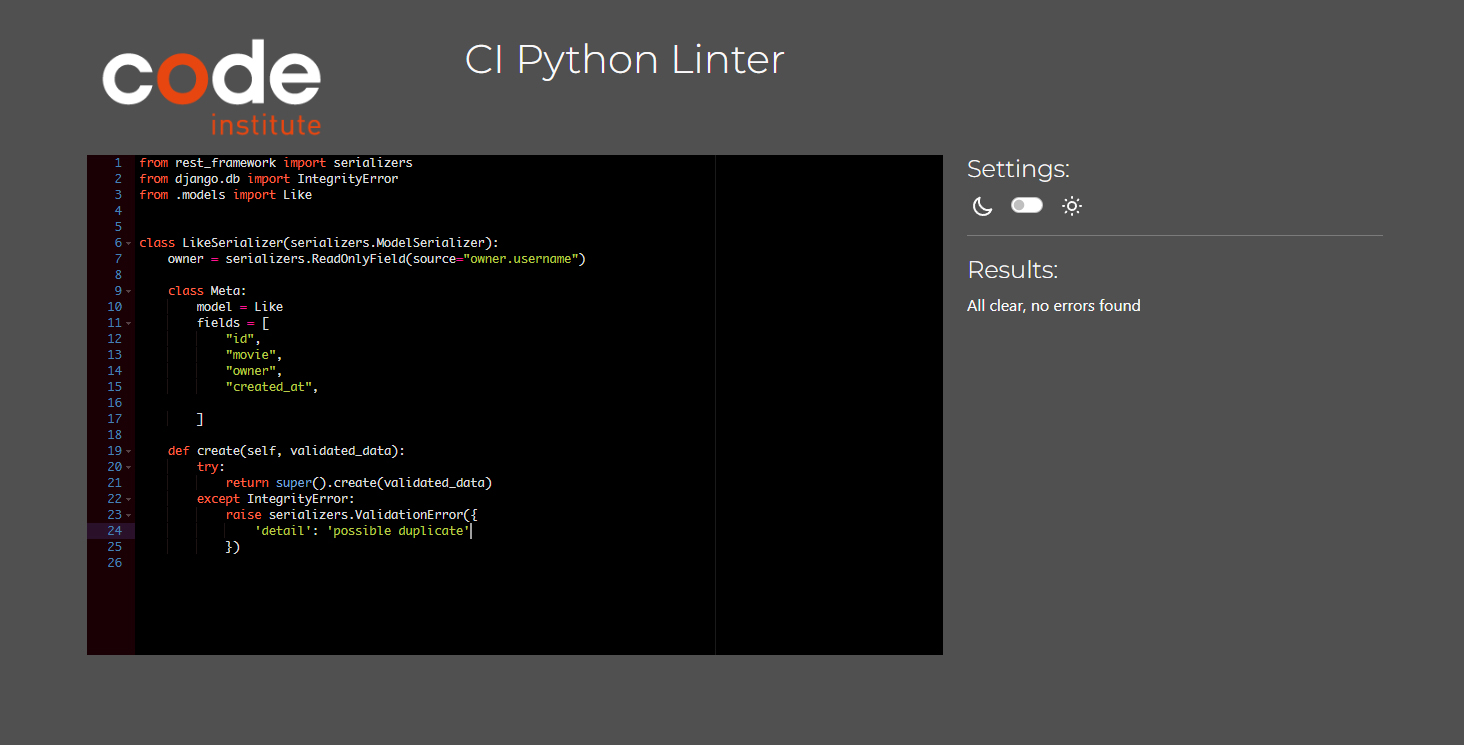 code
institute
CI Python Linter
1 from rest_framework import serializers
2 from django.db import IntegrityError
3 from .models import Like
4
5
6 class LikeSerializer(serializers.ModelSerializer):
7     owner = serializers.ReadOnlyField(source="owner.username")
8
9     class Meta:
10         model = Like
11         fields = [
12             "id",
13             "movie",
14             "owner",
15             "created_at",
16
17         ]
18
19     def create(self, validated_data):
20         try:
21             return super().create(validated_data)
22         except IntegrityError:
23             raise serializers.ValidationError({
24                 'detail': 'possible duplicate'
25             })
26
Settings:
Results:
All clear, no errors found